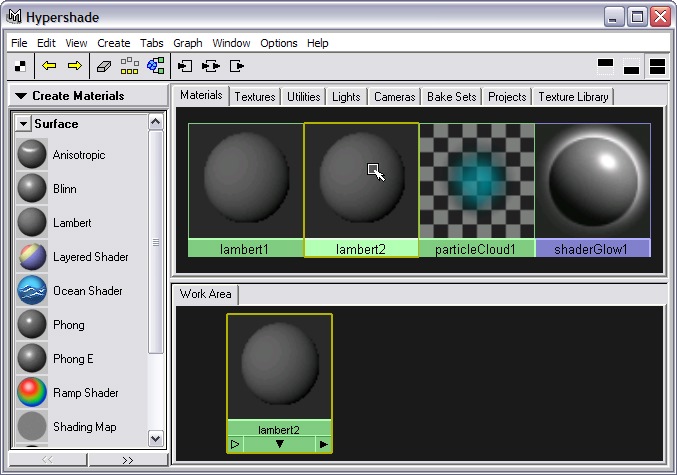 Hypershade
File Edit View Create Tabs Graph Window Options Help
Create Materials
Surface
Anisotropic
Blinn
Lambert
Layered Shader
Ocean Shader
Phong
Phong E
Ramp Shader
Shading Map
<< >>
Materials Textures Utilities Lights Cameras Bake Sets Projects Texture Library
lambert1 lambert2 particleCloud1 shaderGlow1
Work Area
lambert2